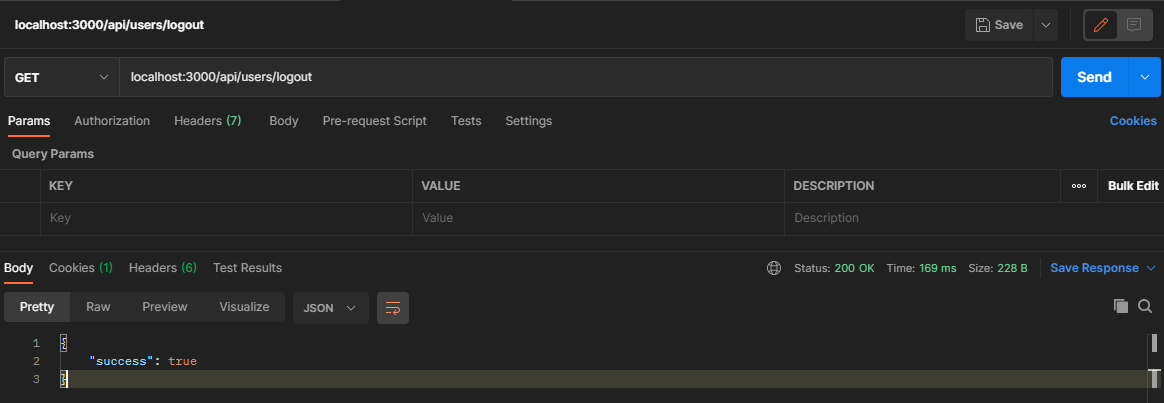 localhost:3000/api/users/logout Save
GET localhost:3000/api/users/logout Send
Params Authorization Headers (7) Body Pre-request Script Tests Settings Cookies
Query Params
KEY VALUE DESCRIPTION ooo Bulk Edit
Key Value Description
Body Cookies (1) Headers (6) Test Results Status: 200 OK Time: 169 ms Size: 228 B Save Response
Pretty Raw Preview Visualize JSON
1 {
2 "success": true
3 }